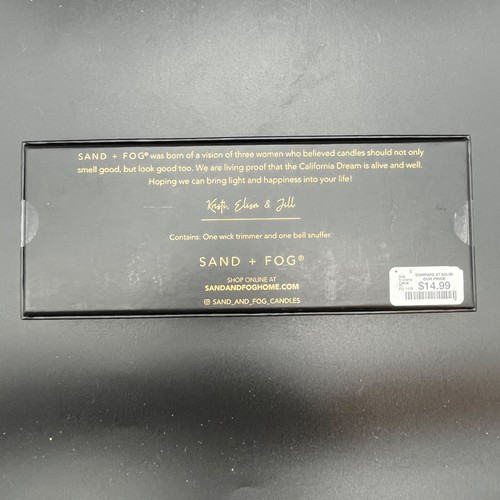 SAND + FOG® was born of a vision of three women who believed candles should not only
smell good, but look good too. We are living proof that the California Dream is alive and well.
Hoping we can bring light and happiness into your life!
Kristi, Elisa & Jill
Contains: One wick trimmer and one bell snuffer.
SAND + FOG®
SHOP ONLINE AT
SANDANDFOGHOME.COM
SAND_AND_FOG_CANDLES
COMPARE AT
OUR PRICE
$14.99